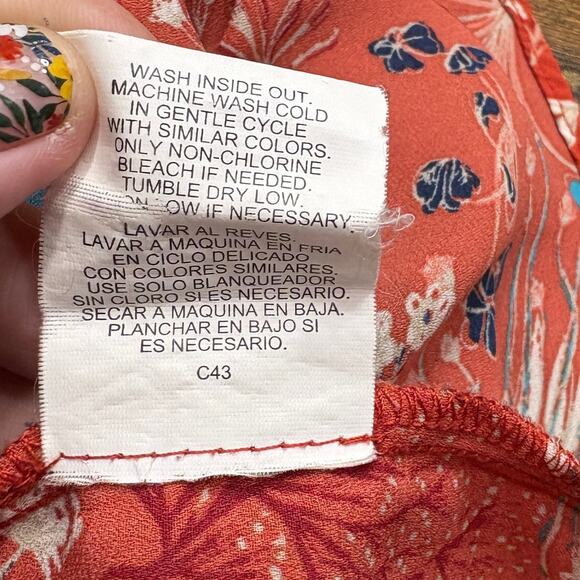 WASH INSIDE OUT.
MACHINE WASH COLD
IN GENTLE CYCLE
WITH SIMILAR COLORS.
ONLY NON-CHLORINE
BLEACH IF NEEDED.
TUMBLE DRY LOW.
IF NECESSARY.
LAVAR AL REVES.
LAVAR A MAQUINA EN FRIA
EN CICLO DELICADO
CON COLORES SIMILARES.
USE SOLO BLANQUEADOR
SIN CLORO SI ES NECESARIO.
SECAR A MAQUINA EN BAJA.
PLANCHAR EN BAJO SI
ES NECESARIO.
C43